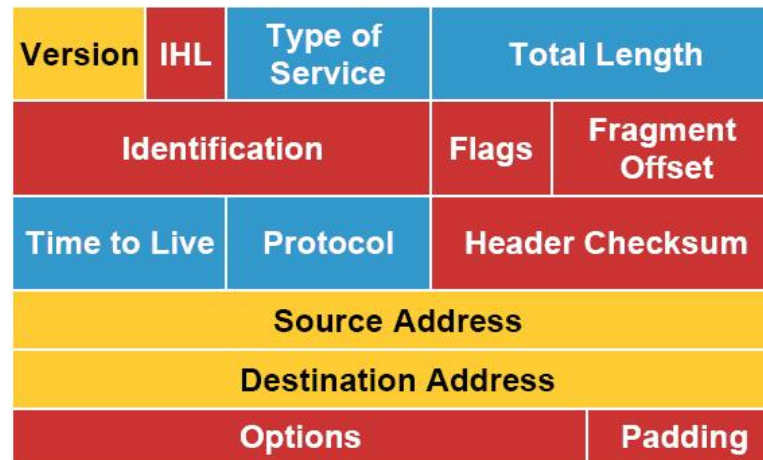 Version IHL Type of Service Total Length
Identification Flags Fragment Offset
Time to Live Protocol Header Checksum
Source Address
Destination Address
Options Padding